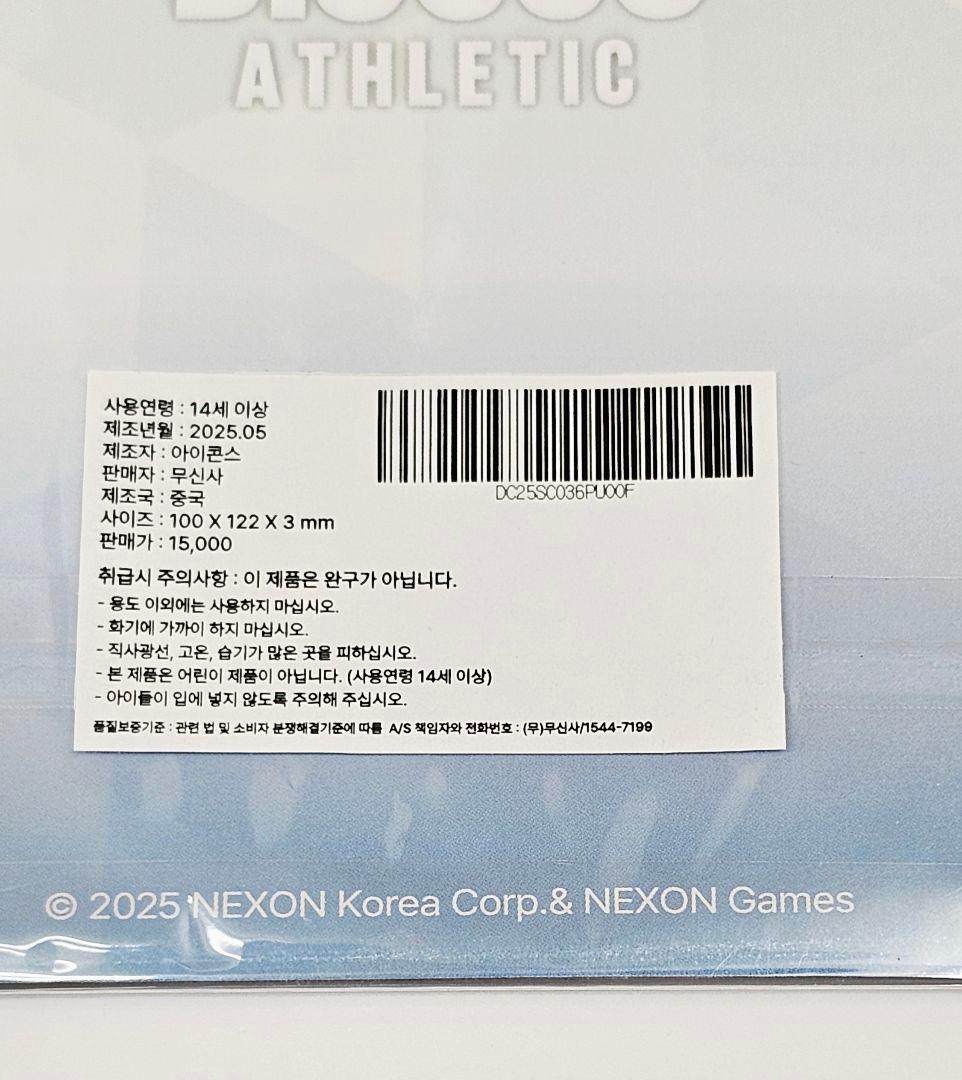 ATHLETIC
사용연령 : 14세 이상
제조년월 : 2025.05
제조자 : 아이콘스
판매자 : 무신사
제조국 : 중국
사이즈 : 100 X 122 X 3 mm
판매가 : 15,000
DC25SC036PU00F
취급시 주의사항 : 이 제품은 완구가 아닙니다.
- 용도 이외에는 사용하지 마십시오.
- 화기에 가까이 하지 마십시오.
- 직사광선, 고온, 습기가 많은 곳을 피하십시오.
- 본 제품은 어린이 제품이 아닙니다. (사용연령 14세 이상)
- 아이들이 입에 넣지 않도록 주의해 주십시오.
품질보증기준 : 관련 법 및 소비자 분쟁해결기준에 따름 A/S 책임자와 전화번호 : (무)무신사/1544-7199
© 2025 NEXON Korea Corp.& NEXON Games